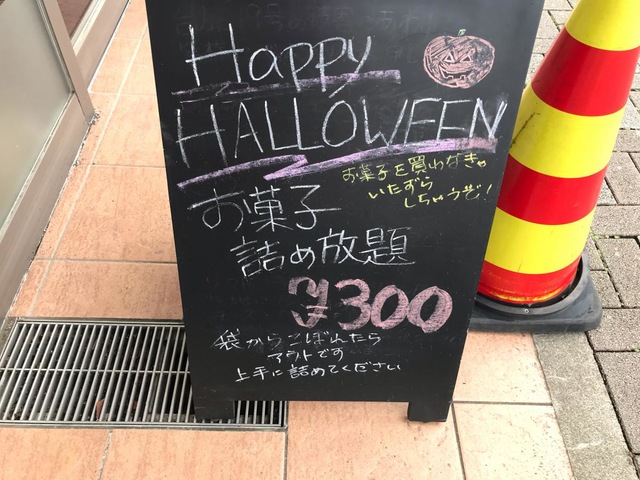 Happy
HALLOWEEN
お菓子を買わなきゃ
いたずら
しちゃうぞ!
お菓子
詰め放題
¥300
袋からこぼれたら
アウトです
上手に詰めてください